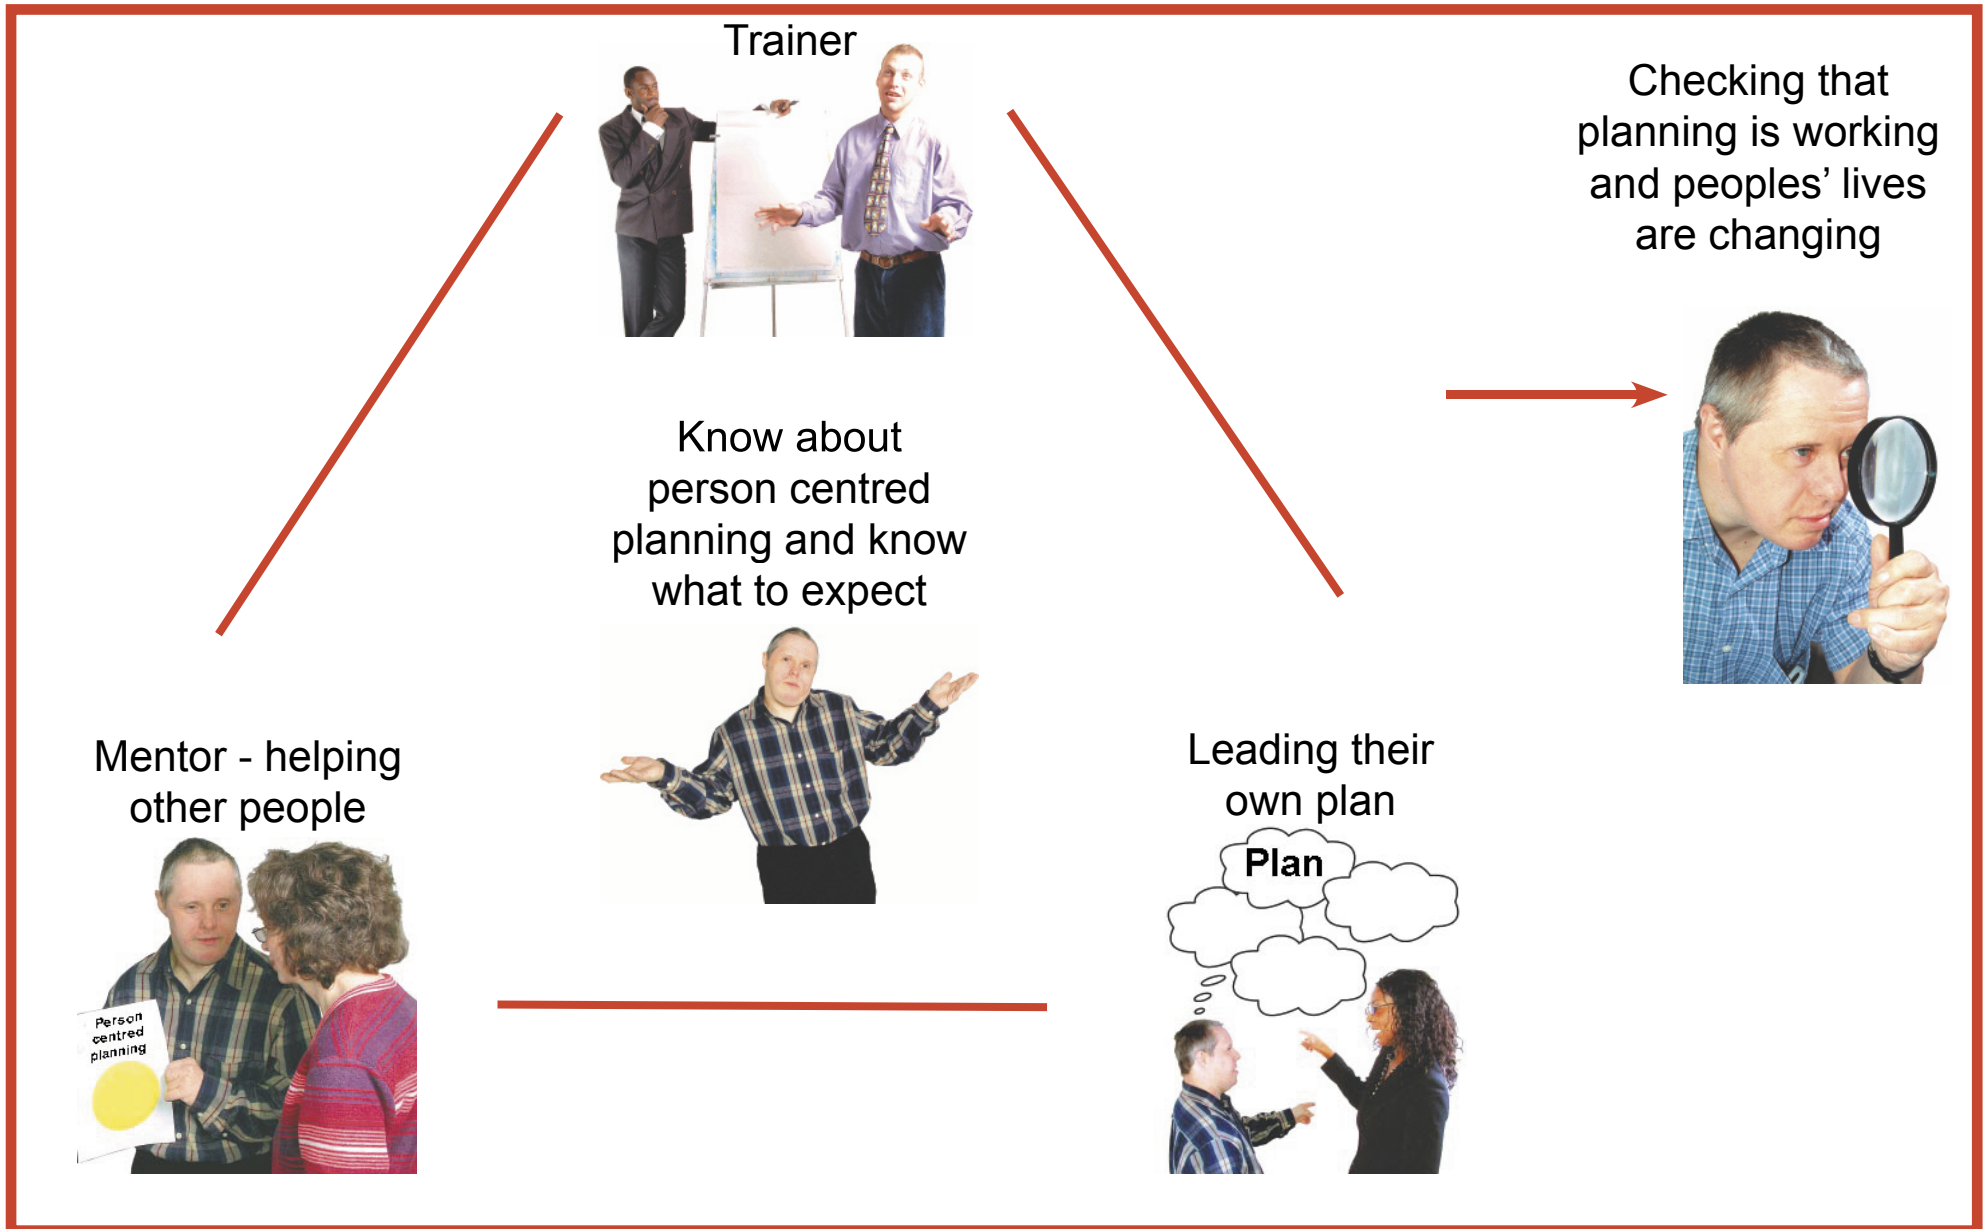 Trainer
Checking that
planning is working
and peoples’ lives
are changing
Know about
person centred
planning and know
what to expect
Mentor - helping
other people
Person
centred
planning
Leading their
own plan
Plan